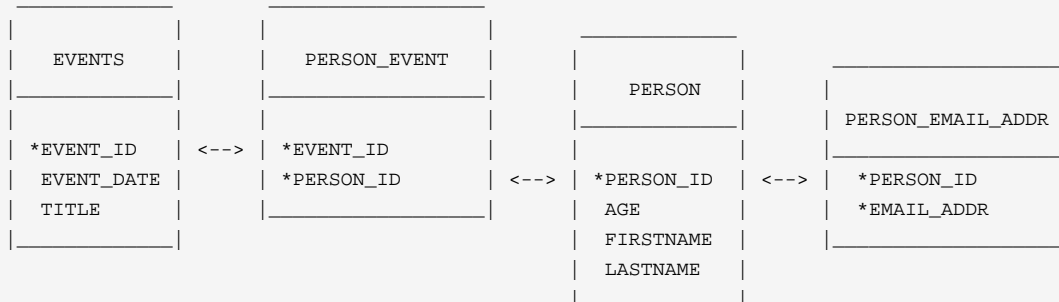 EVENTS
*EVENT_ID
EVENT_DATE
TITLE
PERSON_EVENT
*EVENT_ID
*PERSON_ID
PERSON
*PERSON_ID
AGE
FIRSTNAME
LASTNAME
PERSON_EMAIL_ADDR
*PERSON_ID
*EMAIL_ADDR
<-->
<-->
<-->